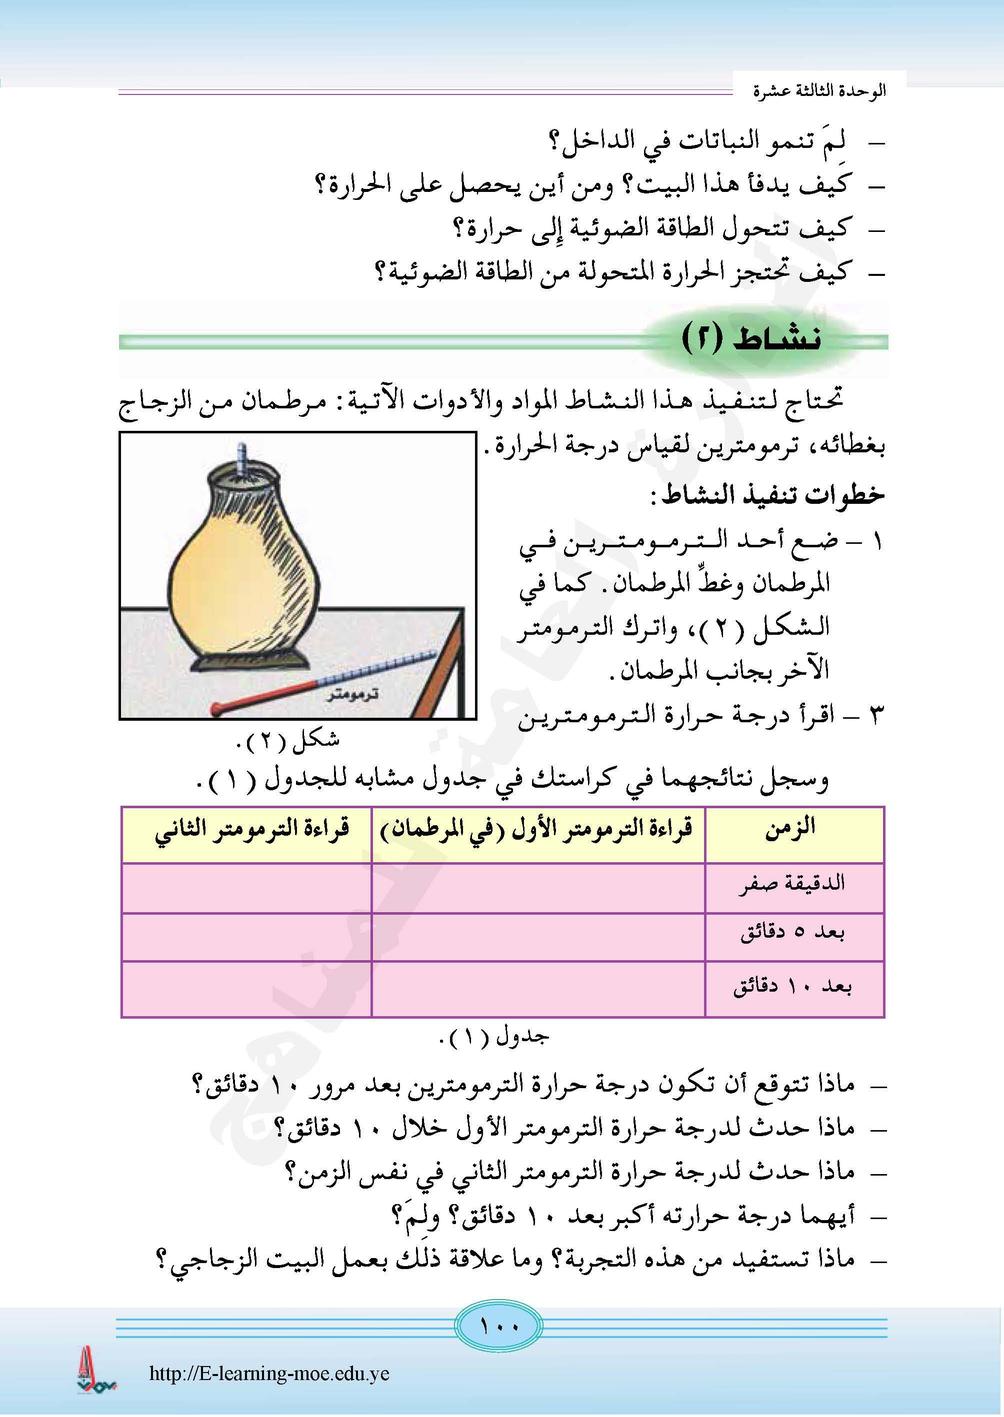 الوحدة الثالثة عشرة
– لِمَ تنمو النباتات في الداخل؟
– كيف يدفأ هذا البيت؟ ومن أين يحصل على الحرارة؟
– كيف تتحول الطاقة الضوئية إلى حرارة؟
– كيف تحتجز الحرارة المتحولة من الطاقة الضوئية؟
نشاط (٢)
تحتاج لتنفيذ هذا النشاط المواد والأدوات الآتية: مرطمان من الزجاج
بغطائه، ترمومترين لقياس درجة الحرارة.
خطوات تنفيذ النشاط:
١ – ضع أحد الترمومترين في
المرطمان وغطِّ المرطمان. كما في
الشكل (٢)، واترك الترمومتر
الآخر بجانب المرطمان.
٣ – اقرأ درجة حرارة الترمومترين
ترمومتر
شكل (٢).
وسجل نتائجهما في كراستك في جدول مشابه للجدول (١).
الزمن قراءة الترمومتر الأول (في المرطمان) قراءة الترمومتر الثاني
الدقيقة صفر
بعد ٥ دقائق
بعد ١٠ دقائق
جدول (١).
– ماذا تتوقع أن تكون درجة حرارة الترمومترين بعد مرور ١٠ دقائق؟
– ماذا حدث لدرجة حرارة الترمومتر الأول خلال ١٠ دقائق؟
– ماذا حدث لدرجة حرارة الترمومتر الثاني في نفس الزمن؟
– أيهما درجة حرارته أكبر بعد ١٠ دقائق؟ ولِمَ؟
– ماذا تستفيد من هذه التجربة؟ وما علاقة ذلك بعمل البيت الزجاجي؟
١٠٠
http://E-learning-moe.edu.ye
الإدارة العامة للمناهج